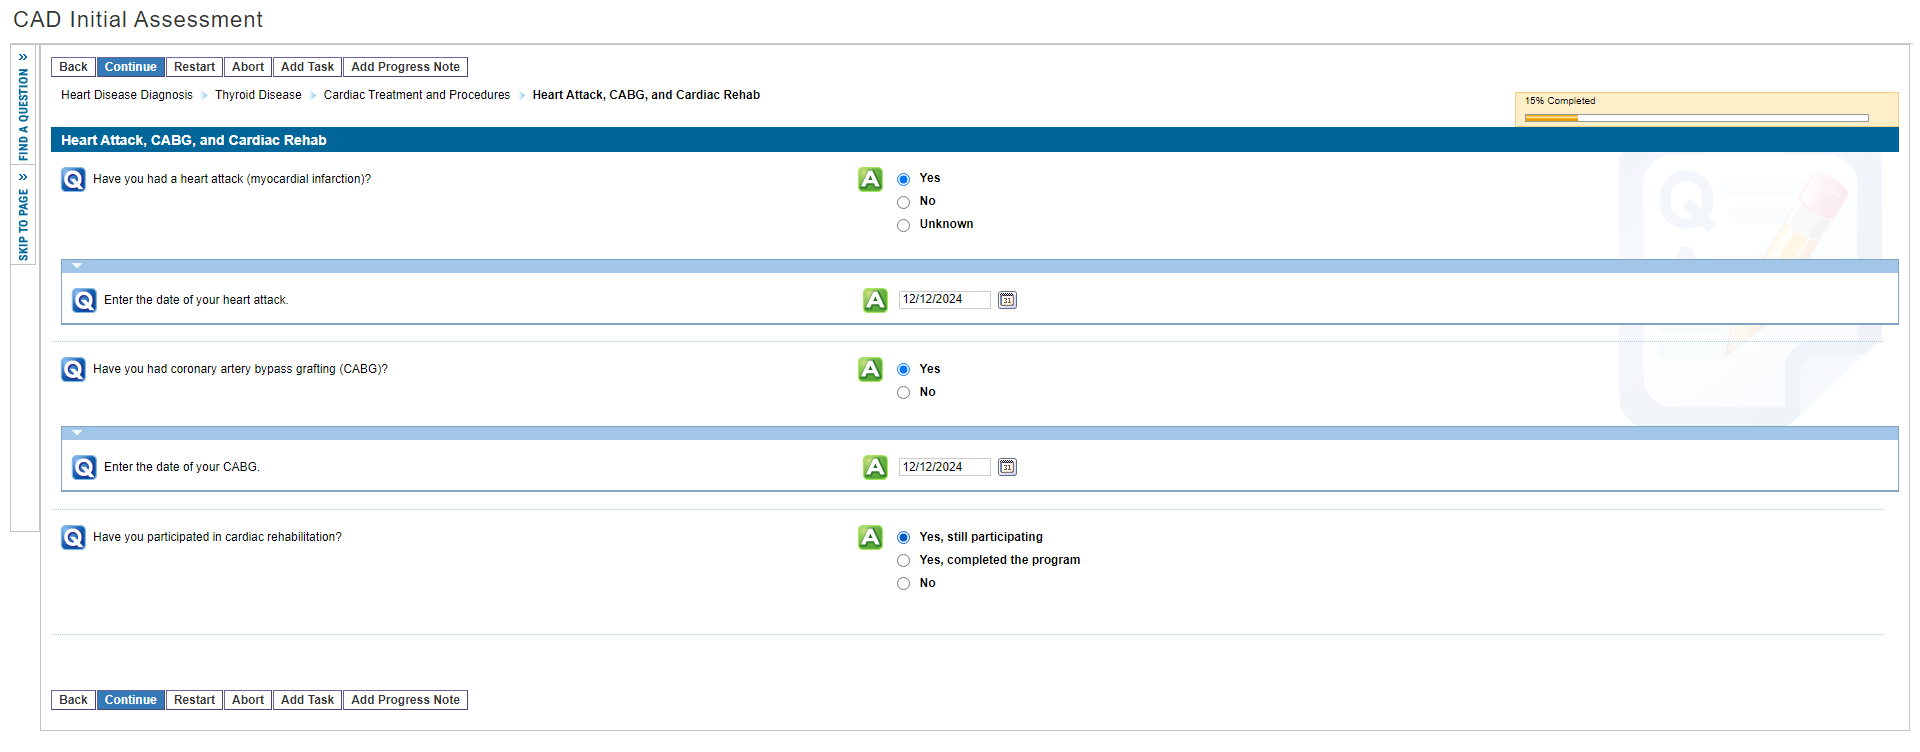 CAD Initial Assessment
Back Continue Restart Abort Add Task Add Progress Note
Heart Disease Diagnosis Thyroid Disease Cardiac Treatment and Procedures Heart Attack, CABG, and Cardiac Rehab
15% Completed
» FIND A QUESTION
» SKIP TO PAGE
Heart Attack, CABG, and Cardiac Rehab
Q Have you had a heart attack (myocardial infarction)? A Yes
No
Unknown
Q Enter the date of your heart attack. A 12/12/2024 31
Q Have you had coronary artery bypass grafting (CABG)? A Yes
No
Q Enter the date of your CABG. A 12/12/2024 31
Q Have you participated in cardiac rehabilitation? A Yes, still participating
Yes, completed the program
No
Back Continue Restart Abort Add Task Add Progress Note
Q
A